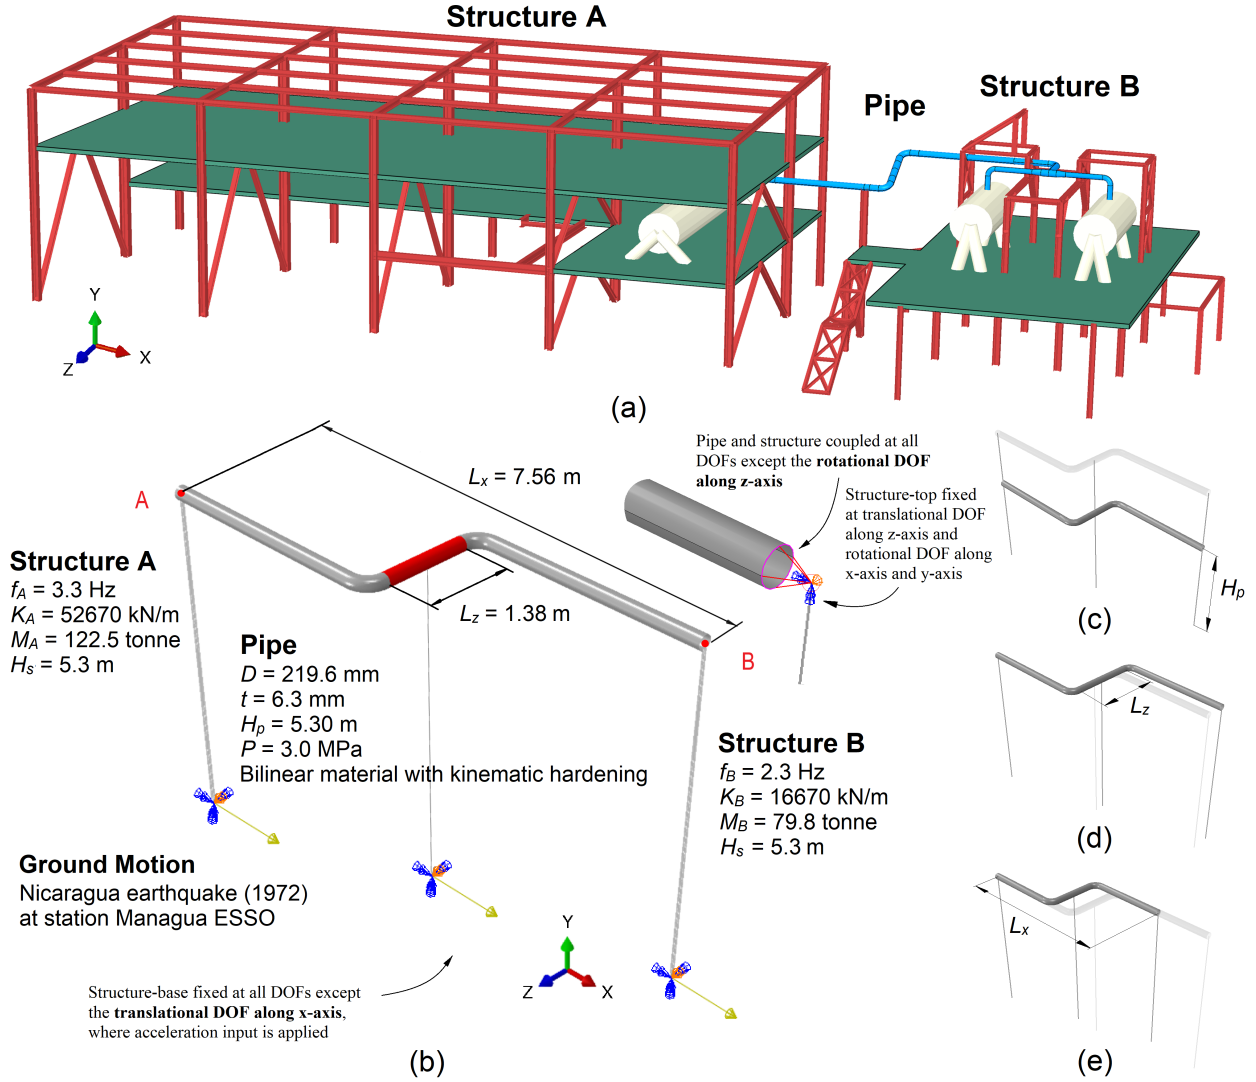 Structure A
Structure B
Pipe
Y
Z
X
(a)
A
Lx = 7.56 m
Lz = 1.38 m
B
Structure A
fA = 3.3 Hz
KA = 52670 kN/m
MA = 122.5 tonne
Hs = 5.3 m
Pipe
D = 219.6 mm
t = 6.3 mm
Hp = 5.30 m
P = 3.0 MPa
Bilinear material with kinematic hardening
Pipe and structure coupled at all
DOFs except the rotational DOF
along z-axis
Structure-top fixed
at translational DOF
along z-axis and
rotational DOF along
x-axis and y-axis
Structure B
fB = 2.3 Hz
KB = 16670 kN/m
MB = 79.8 tonne
Hs = 5.3 m
Ground Motion
Nicaragua earthquake (1972)
at station Managua ESSO
Structure-base fixed at all DOFs except
the translational DOF along x-axis,
where acceleration input is applied
Y
Z
X
(b)
Hp
(c)
Lz
(d)
Lx
(e)